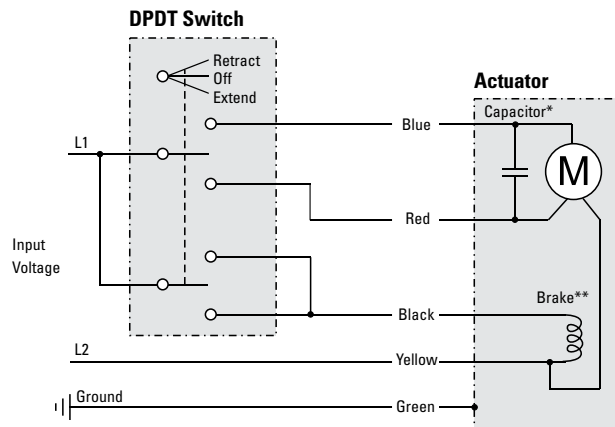 DPDT Switch
Retract
Off
Extend
Actuator
Capacitor*
Blue
L1
M
Red
Input
Voltage
Brake**
Black
L2
Yellow
Ground
Green